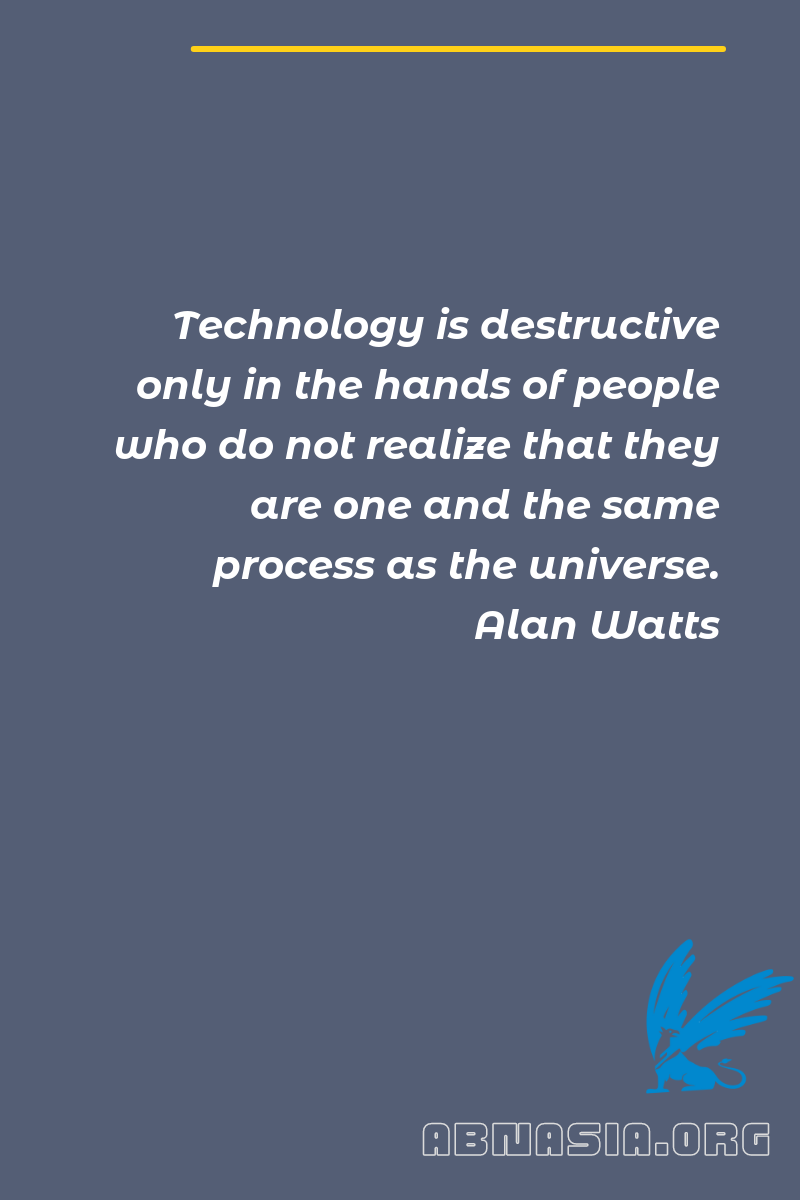 Technology is destructive
only in the hands of people
who do not realize that they
are one and the same
process as the universe.
Alan Watts
ABNASIA.ORG